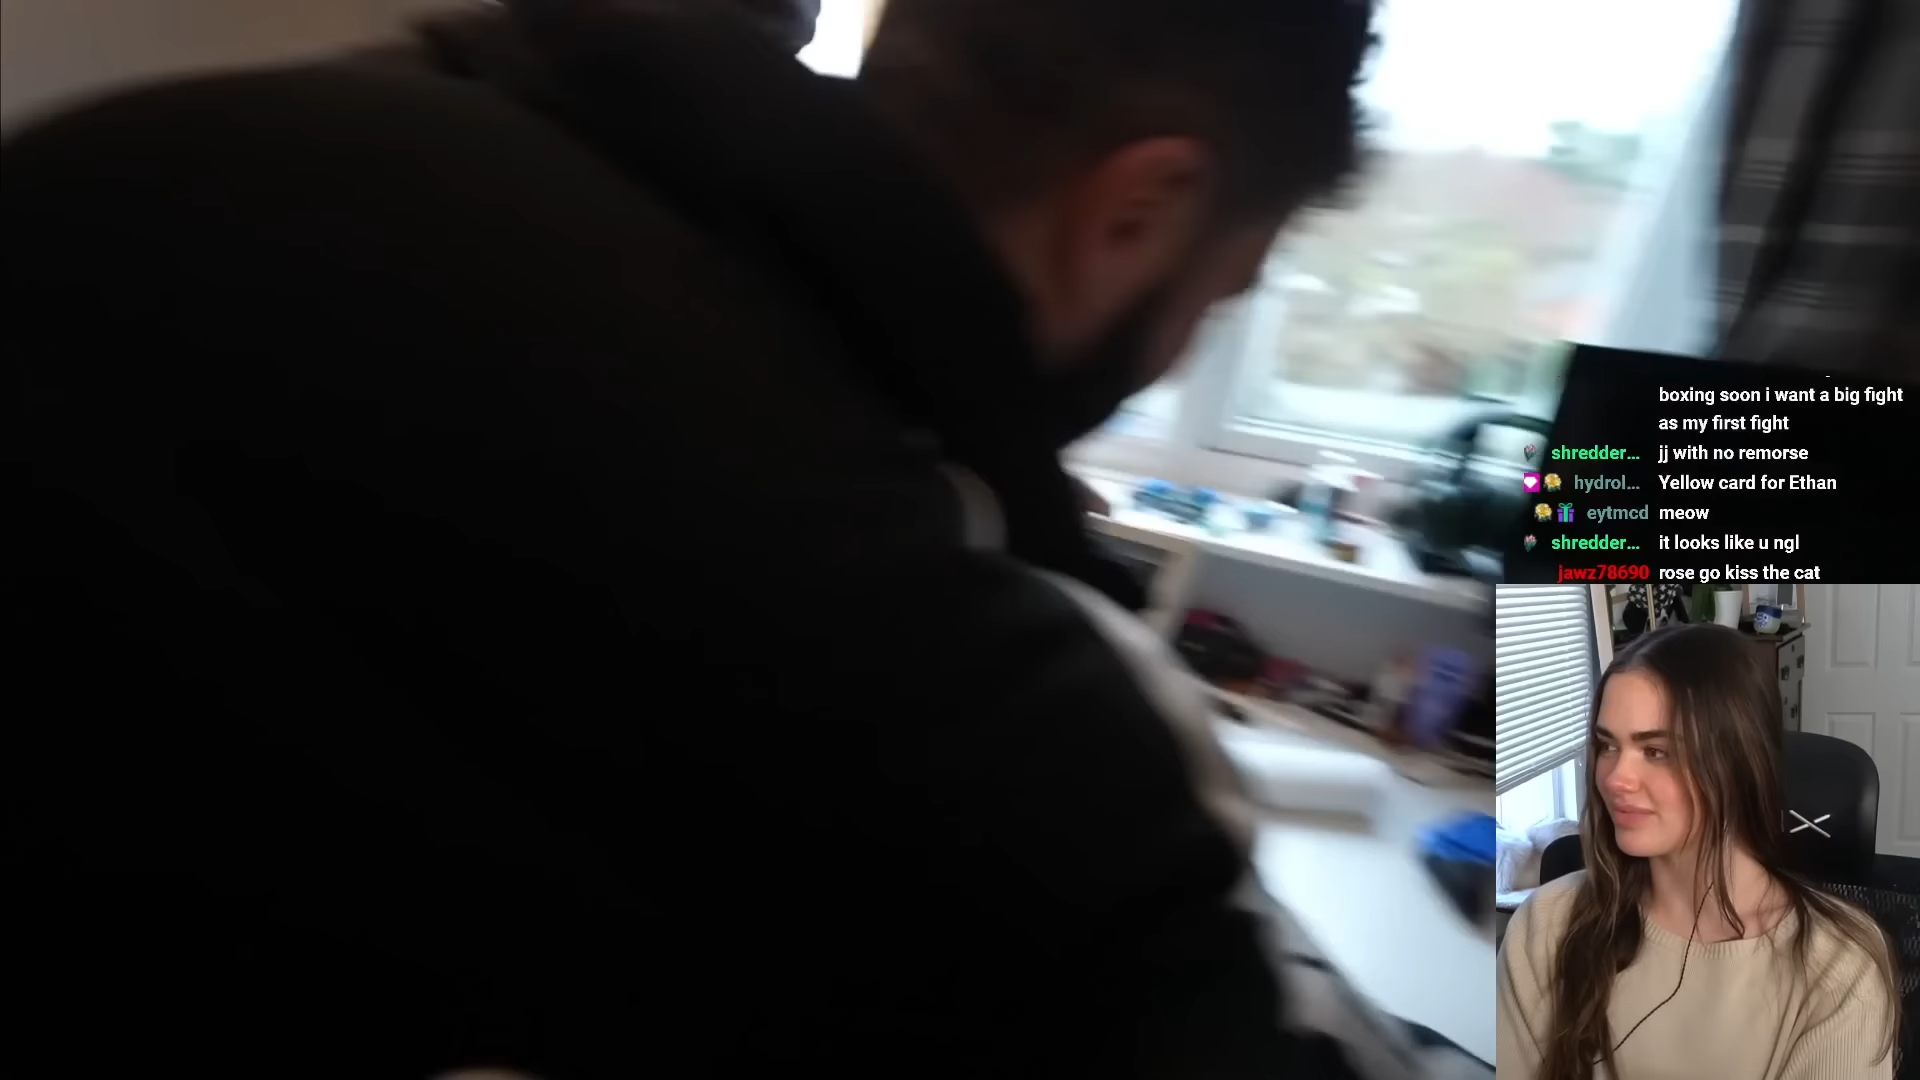 boxing soon i want a big fight
as my first fight
shredder... jj with no remorse
hydrol... Yellow card for Ethan
eytmcd meow
shredder... it looks like u ngl
jawz78690 rose go kiss the cat